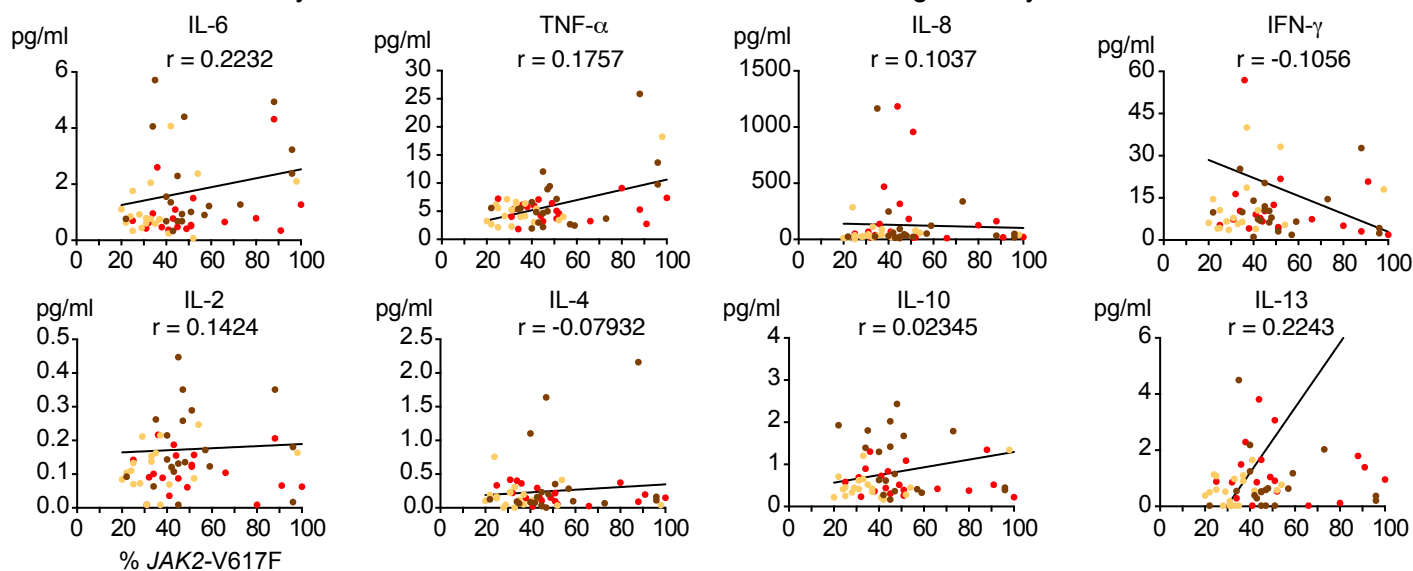 IL-6 TNF-α IL-8 IFN-γ
pg/ml pg/ml pg/ml pg/ml
r = 0.2232 r = 0.1757 r = 0.1037 r = -0.1056
6 30 1500 60
25
4 20 1000 45
15 30
2 10 500 15
5
0 0 0 0
0 20 40 60 80 100 0 20 40 60 80 100 0 20 40 60 80 100 0 20 40 60 80 100
IL-2 IL-4 IL-10 IL-13
pg/ml pg/ml pg/ml pg/ml
r = 0.1424 r = -0.07932 r = 0.02345 r = 0.2243
0.5 2.5 4 6
0.4 2.0 3 4
0.3 1.5 2
0.2 1.0 2
0.1 0.5 1
0.0 0.0 0 0
0 20 40 60 80 100 0 20 40 60 80 100 0 20 40 60 80 100 0 20 40 60 80 100
% JAK2-V617F